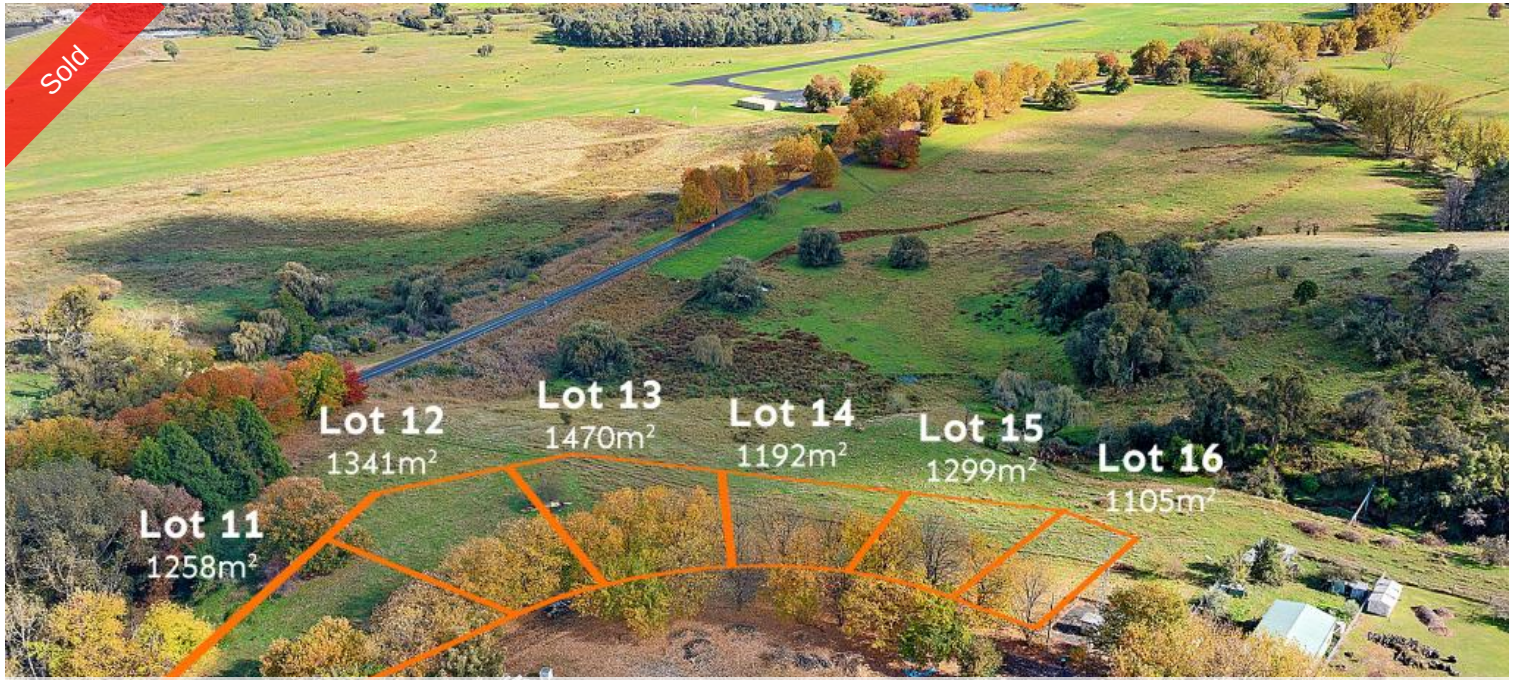 Sold
Lot 11
1258m²
Lot 12
1341m²
Lot 13
1470m²
Lot 14
1192m²
Lot 15
1299m²
Lot 16
1105m²